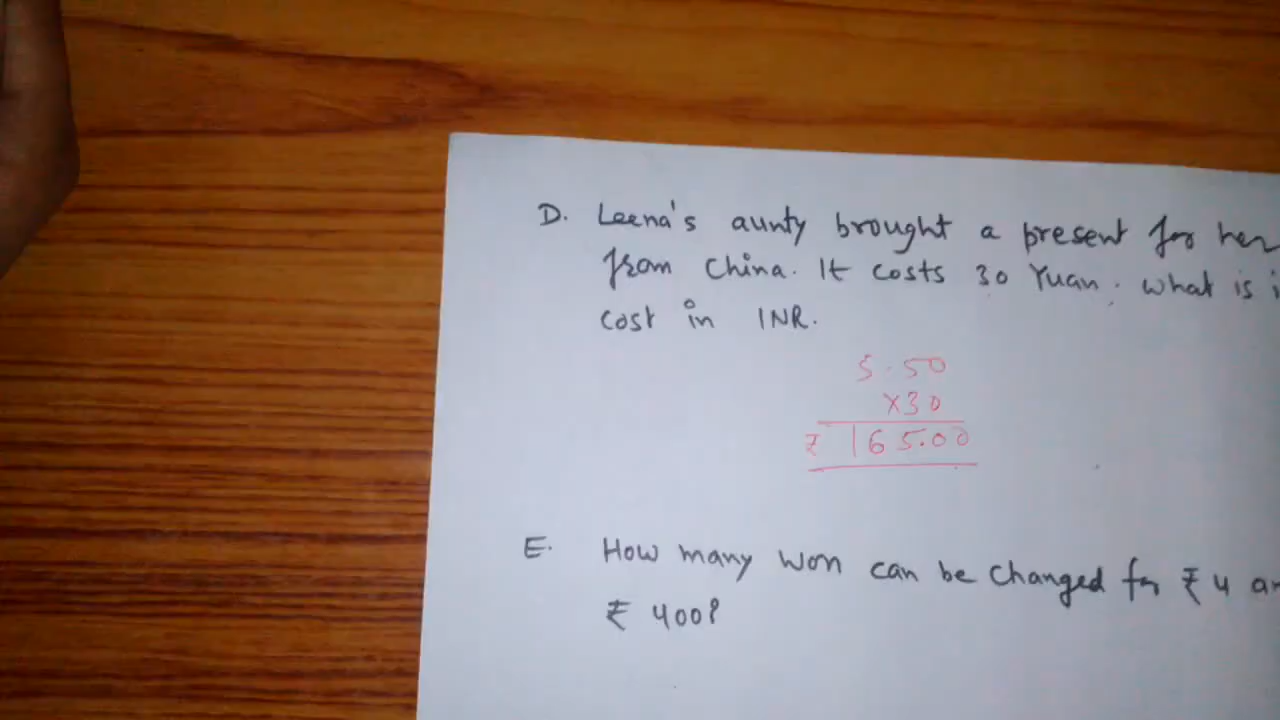 D. Leena's aunty brought a present for her
from China. It costs 30 Yuan. What is
cost in INR.
5.50
×30
₹ 165.00
E. How many won can be changed for ₹ 4
₹ 400?